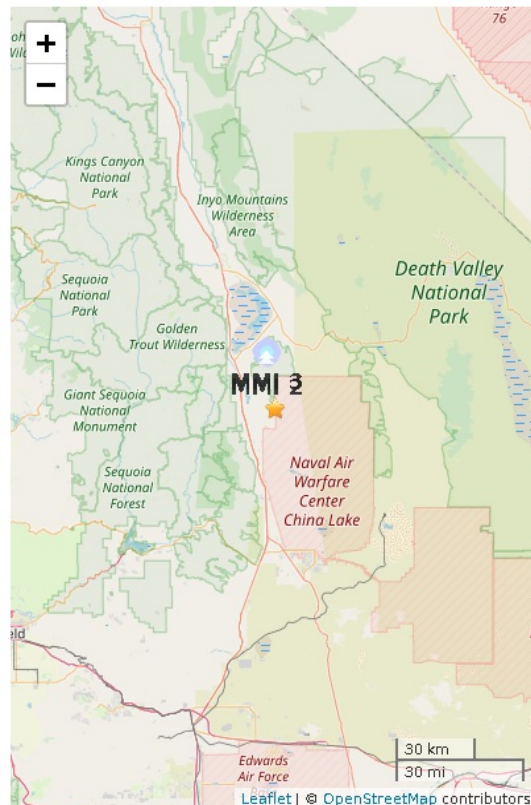 76
+
−
Kings Canyon
National
Park
Inyo Mountains
Wilderness
Area
Sequoia
National
Park
Death Valley
National
Park
Golden
Trout Wilderness
MMI
Giant Sequoia
National
Monument
Naval Air
Warfare
Center
China Lake
Sequoia
National
Forest
eld
30 km
30 mi
Edwards
Air Force
Leaflet | © OpenStreetMap contributors